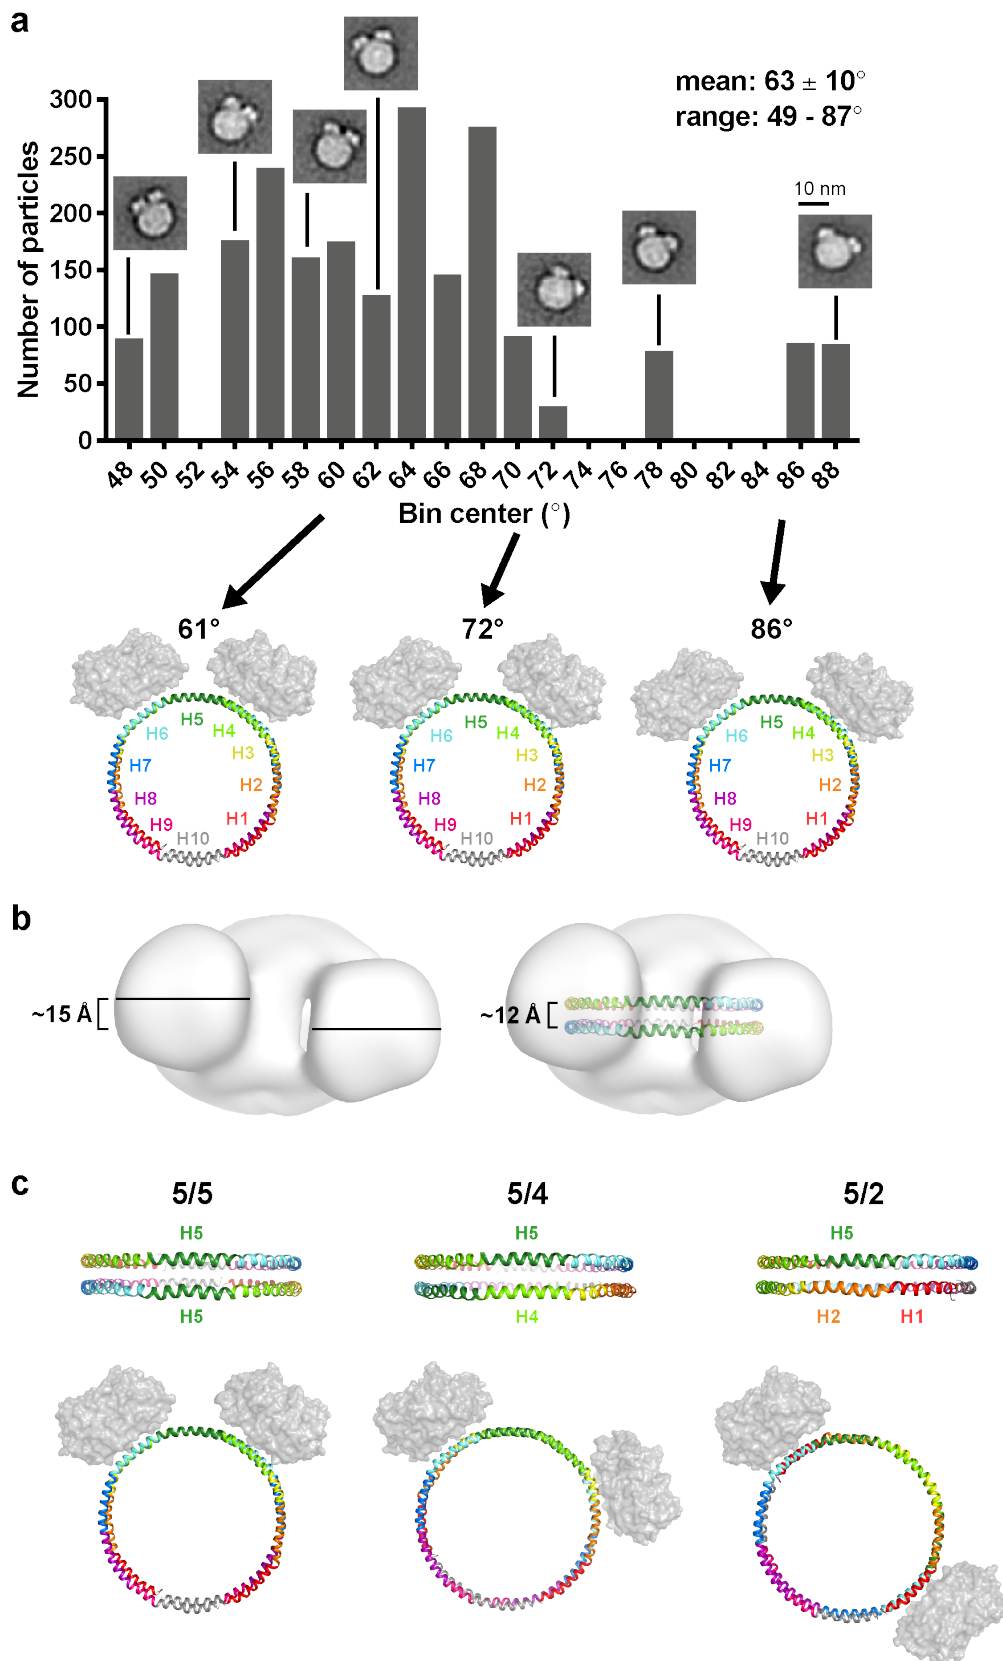 a
mean: 63 ± 10°
range: 49 - 87°
10 nm
Number of particles
300
250
200
150
100
50
0
48 50 52 54 56 58 60 62 64 66 68 70 72 74 76 78 80 82 84 86 88
Bin center (°)
61° 72° 86°
H5 H6 H4 H3 H7 H2 H8 H1 H9 H10
H5 H6 H4 H3 H7 H2 H8 H1 H9 H10
H5 H6 H4 H3 H7 H2 H8 H1 H9 H10
b
~15 Å
~12 Å
c
5/5 5/4 5/2
H5 H5 H5
H5 H4 H2 H1